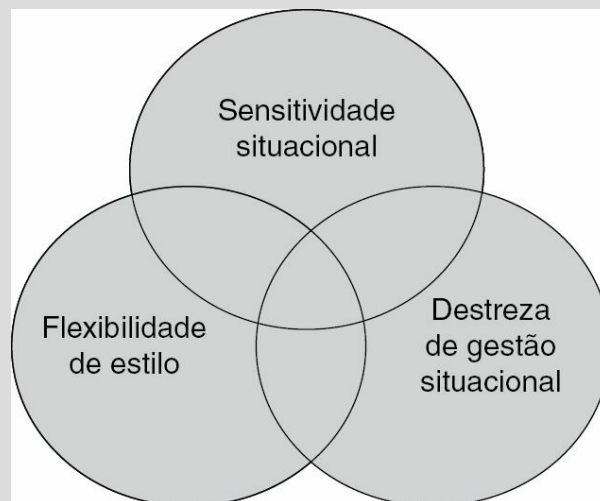 Sensitividade
situacional
Flexibilidade
de estilo
Destreza
de gestão
situacional